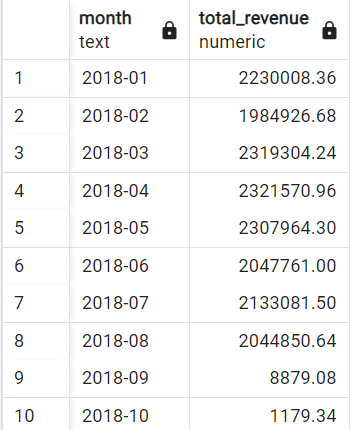 month total_revenue
text numeric
1 2018-01 2230008.36
2 2018-02 1984926.68
3 2018-03 2319304.24
4 2018-04 2321570.96
5 2018-05 2307964.30
6 2018-06 2047761.00
7 2018-07 2133081.50
8 2018-08 2044850.64
9 2018-09 8879.08
10 2018-10 1179.34